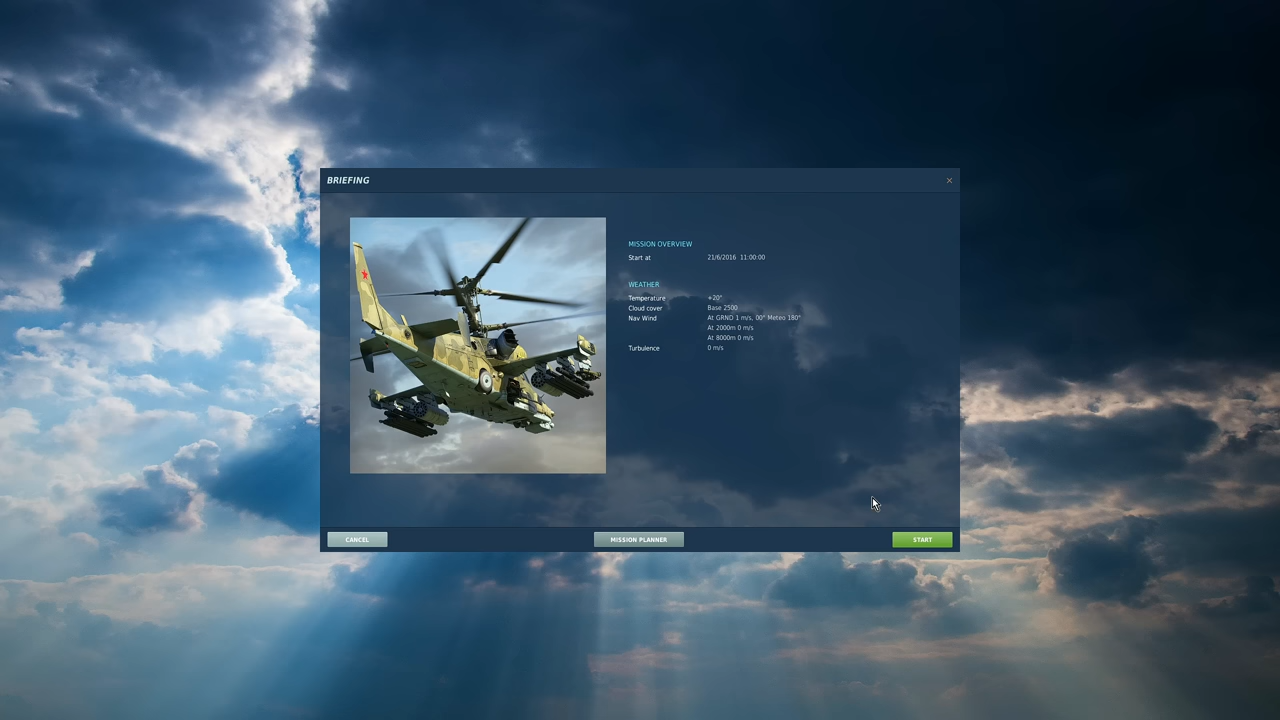 BRIEFING
MISSION OVERVIEW
Start at 21/6/2016 11:00:00
WEATHER
Temperature +20°
Cloud cover Base 2500
Nav Wind At GRND 1 m/s, 00° Meteo 180°
At 2000m 0 m/s
At 8000m 0 m/s
Turbulence 0 m/s
CANCEL MISSION PLANNER START